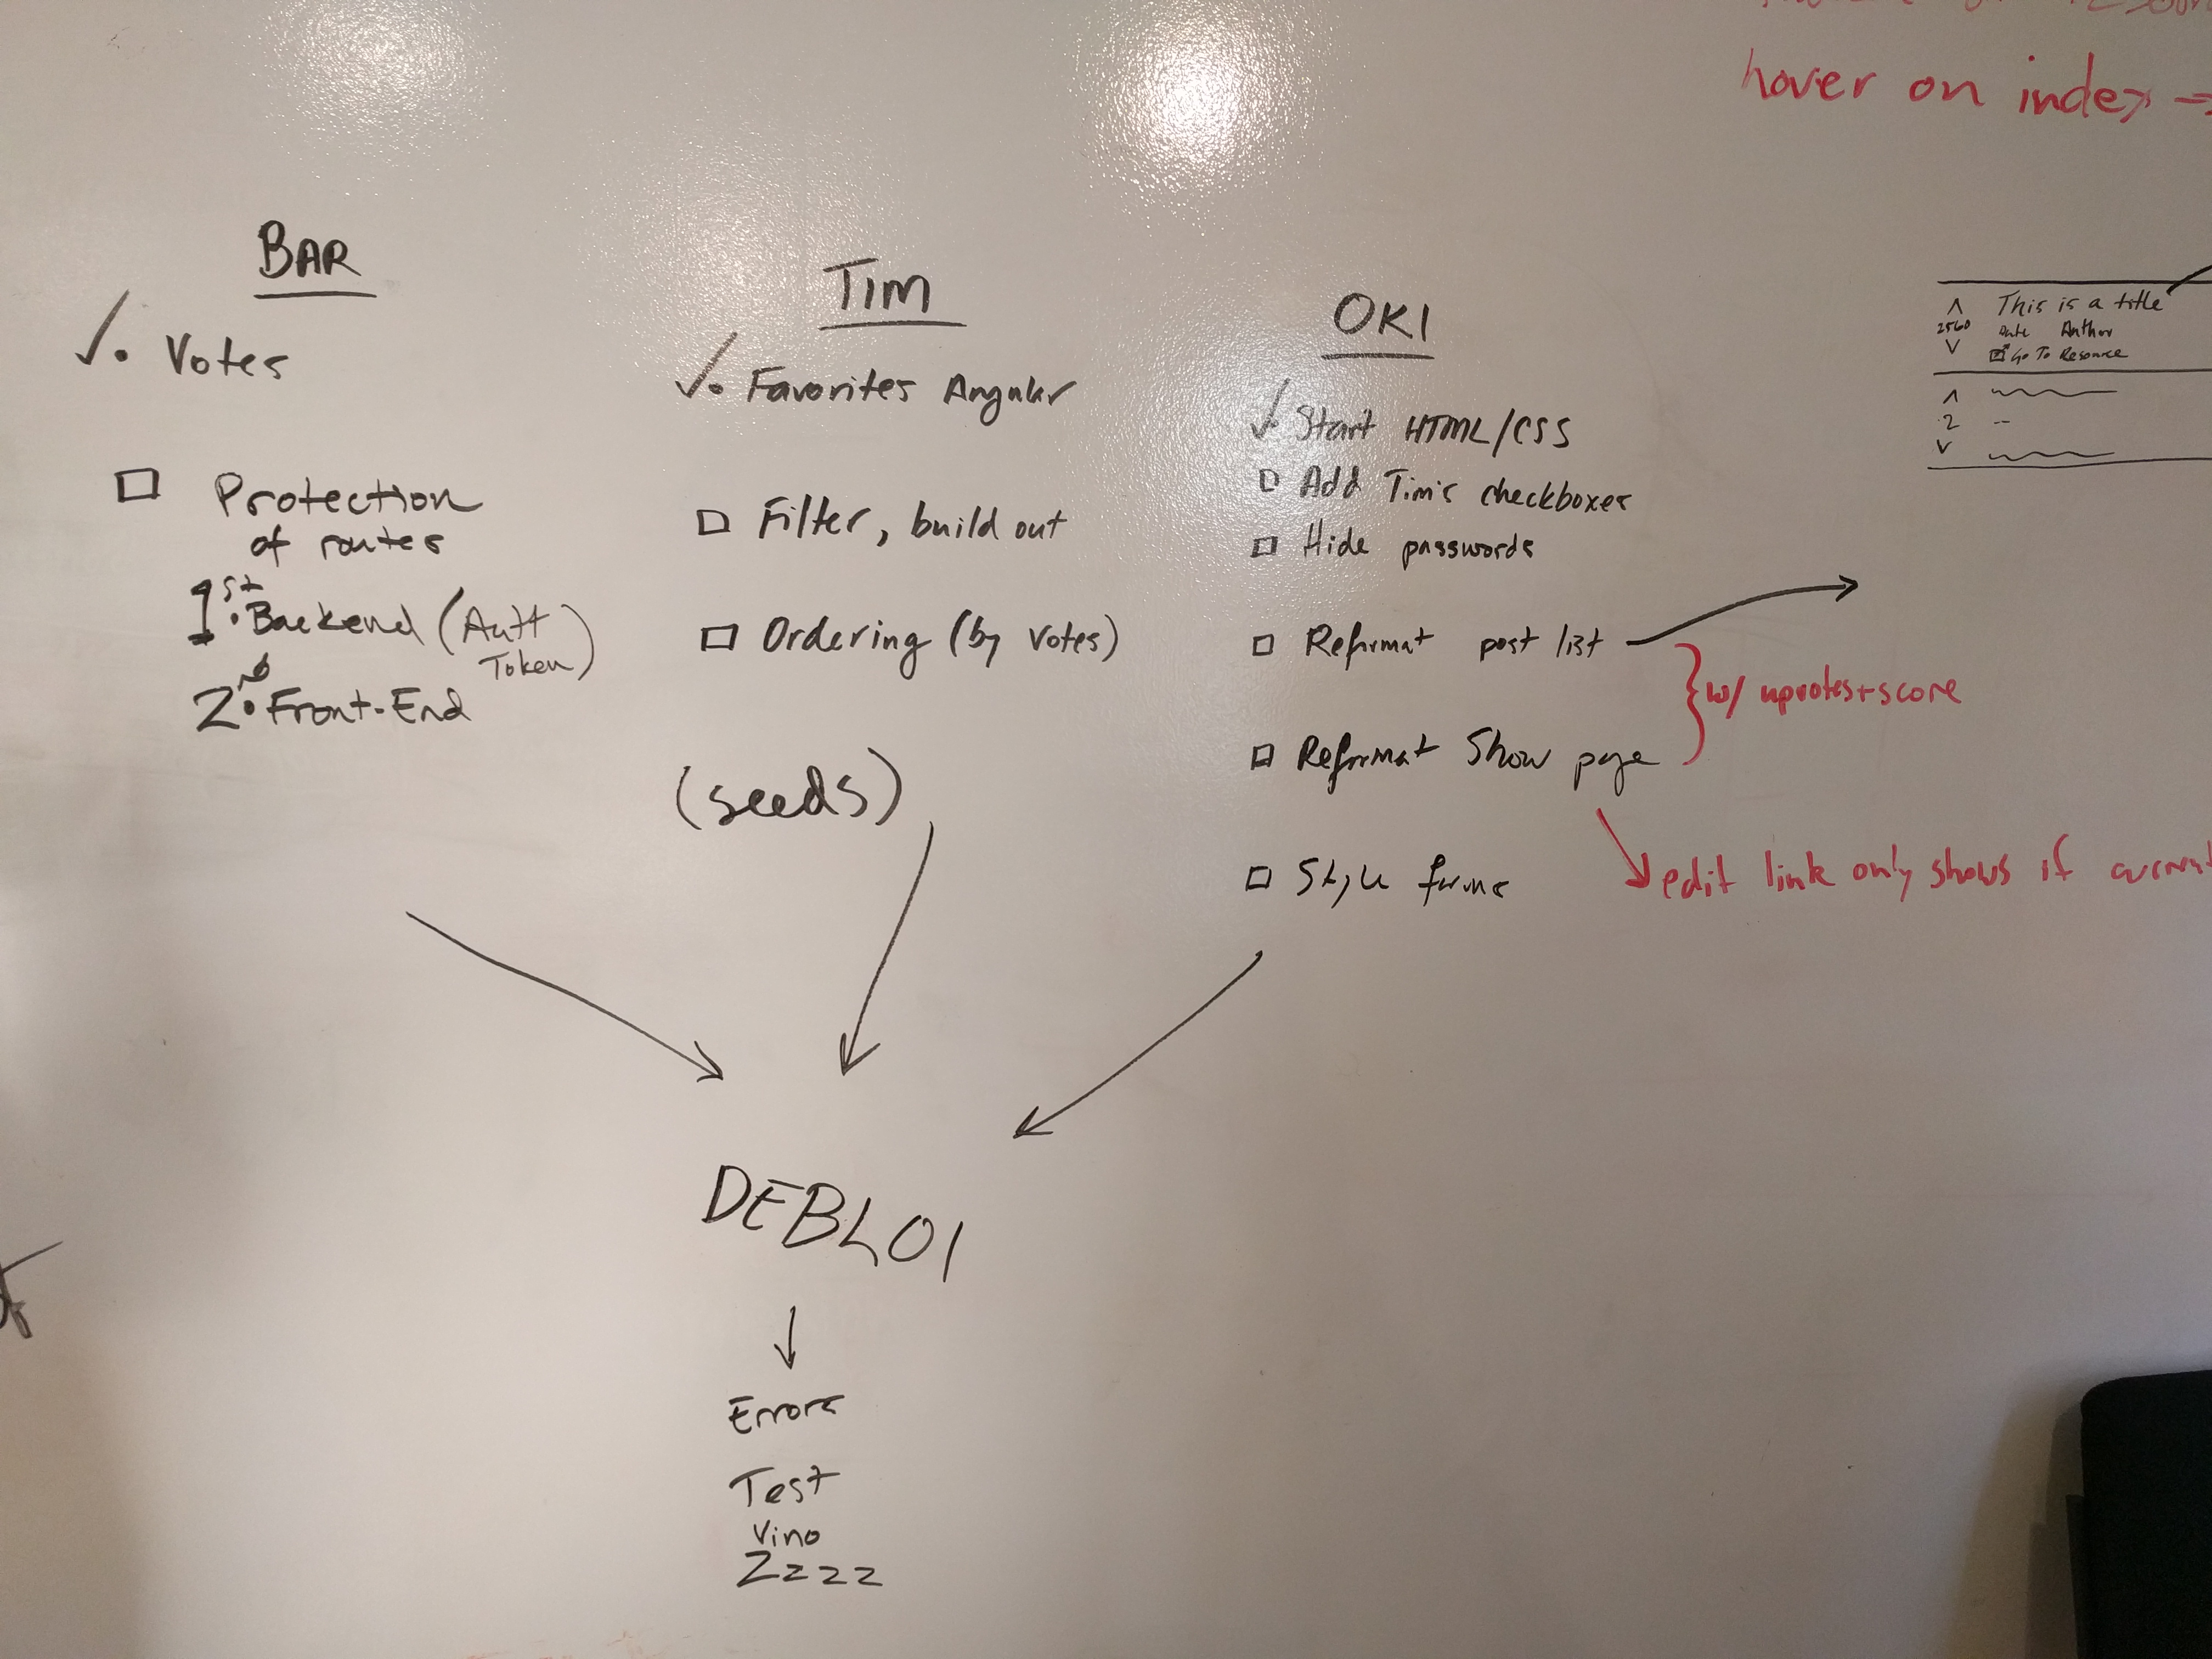 hover on index →
BAR
✓ • Votes
☐ Protection
of routes
1st • Backend (Auth
Token)
2nd • Front-End
TIM
✓ • Favorites Angular
☐ Filter, build out
☐ Ordering (by votes)
(seeds)
OKI
✓ • Start HTML/CSS
☐ Add Tim's checkboxes
☐ Hide passwords
☐ Reformat post list →
☐ Reformat Show page
} w/ upvotes+score
edit link only shows if current
☐ Style forms
^ This is a title
2560 Date Author
v Go To Resource
^
2 --
v
DEBLOI
↓
Errors
Test
Vino
Zzzz